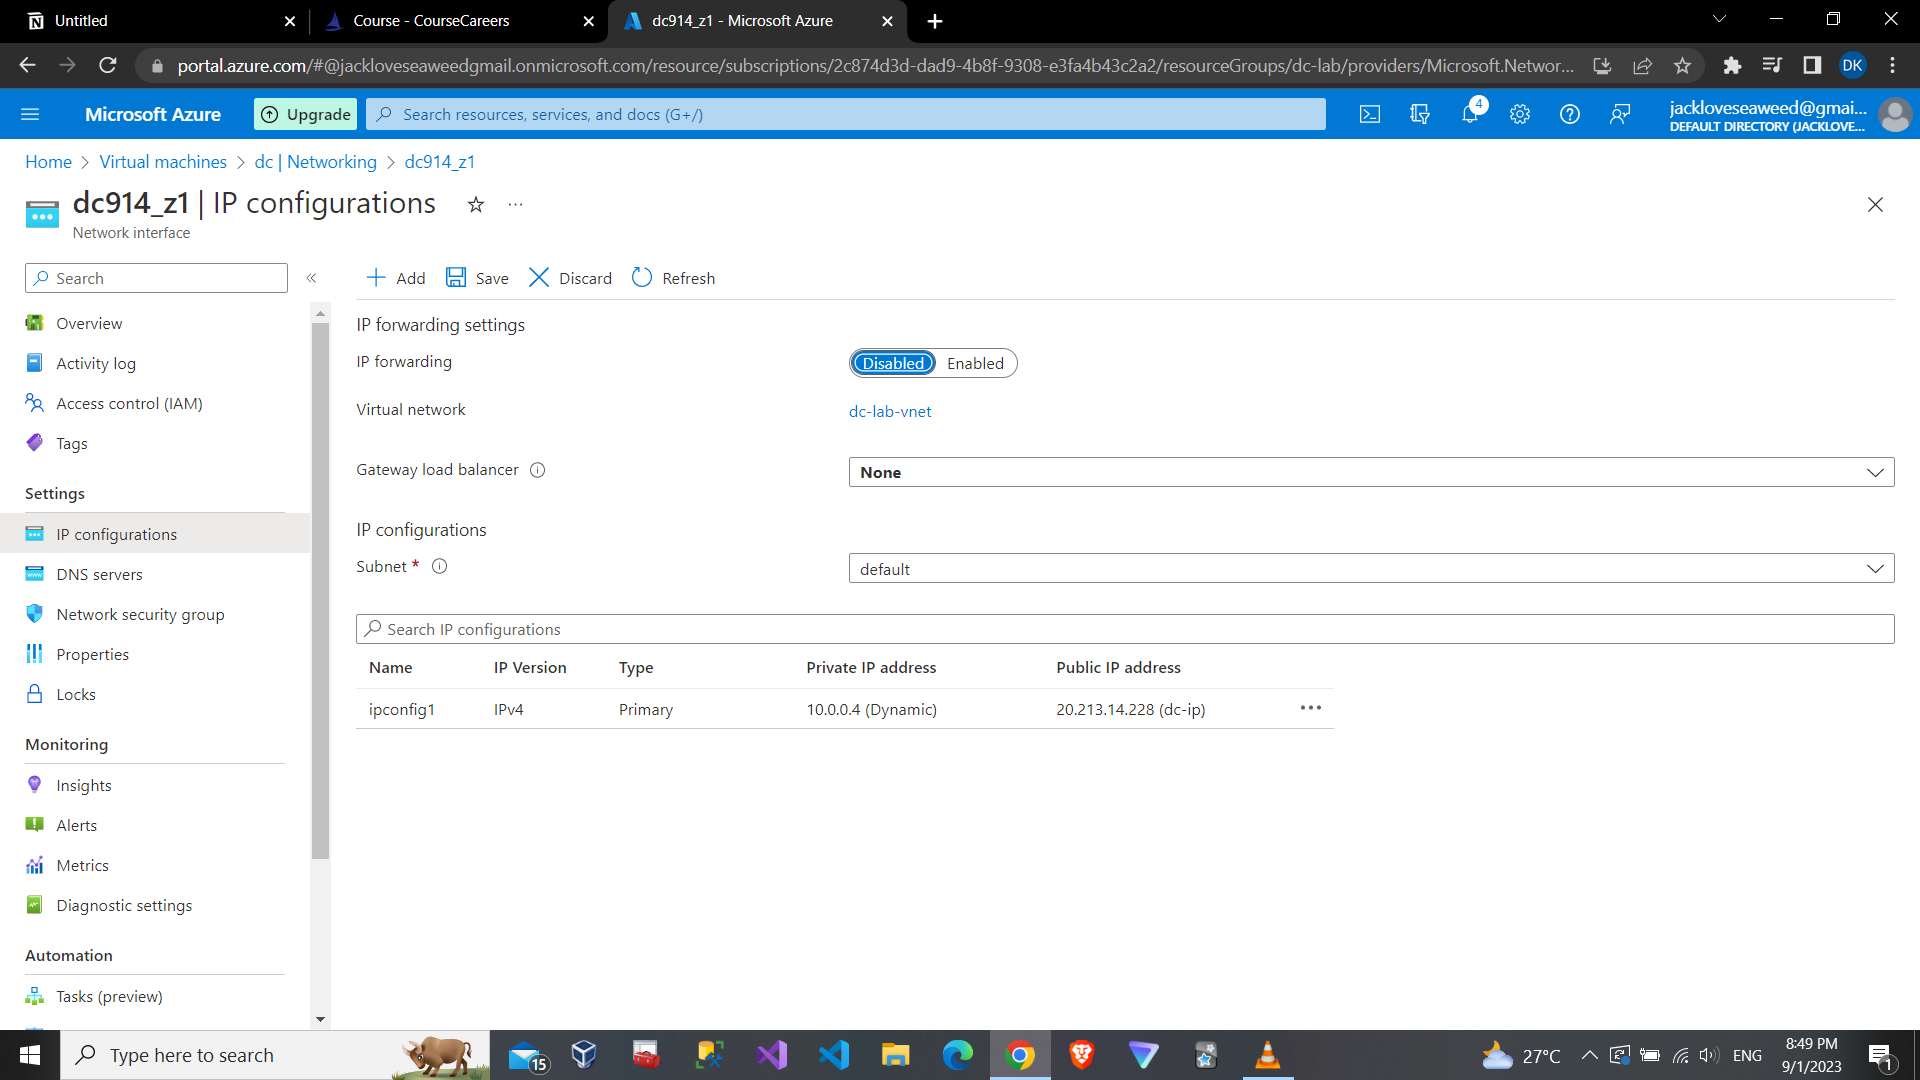 Untitled
Course - CourseCareers
dc914_z1 - Microsoft Azure
portal.azure.com/#@jackloveseaweedgmail.onmicrosoft.com/resource/subscriptions/2c874d3d-dad9-4b8f-9308-e3fa4b43c2a2/resourceGroups/dc-lab/providers/Microsoft.Networ...
DK
Microsoft Azure
Upgrade
Search resources, services, and docs (G+/)
4
jackloveseaweed@gmai...
DEFAULT DIRECTORY (JACKLOVE...
Home > Virtual machines > dc | Networking > dc914_z1
dc914_z1 | IP configurations
Network interface
Search
Overview
Activity log
Access control (IAM)
Tags
Settings
IP configurations
DNS servers
Network security group
Properties
Locks
Monitoring
Insights
Alerts
Metrics
Diagnostic settings
Automation
Tasks (preview)
Add Save Discard Refresh
IP forwarding settings
IP forwarding Disabled Enabled
Virtual network dc-lab-vnet
Gateway load balancer None
IP configurations
Subnet * default
Search IP configurations
Name IP Version Type Private IP address Public IP address
ipconfig1 IPv4 Primary 10.0.0.4 (Dynamic) 20.213.14.228 (dc-ip)
Type here to search
15
27°C
ENG
8:49 PM
9/1/2023
1